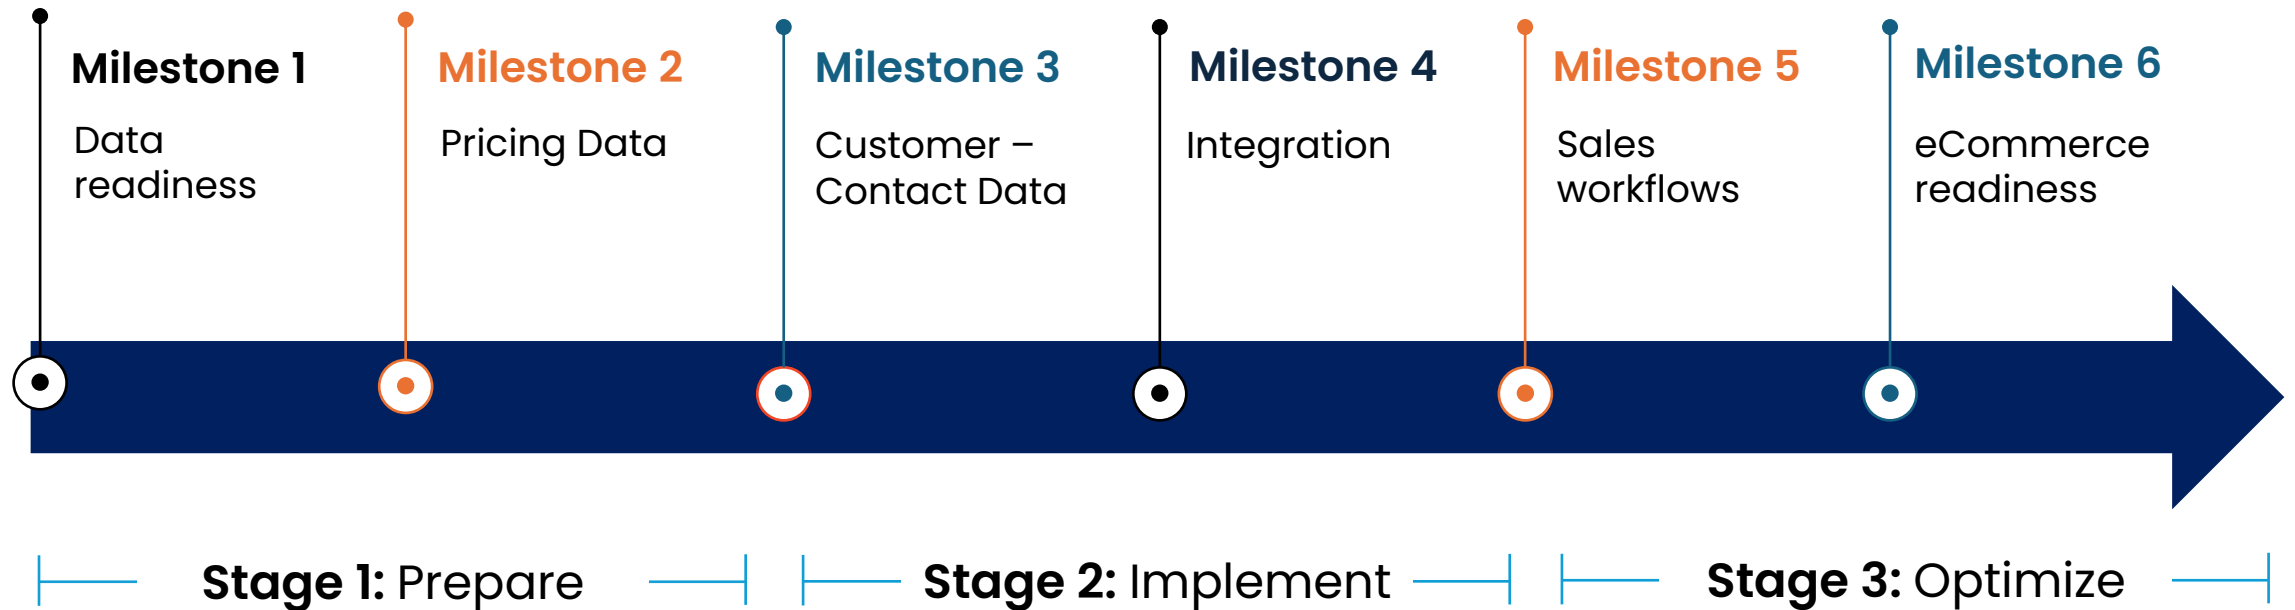 Milestone 1
Data
readiness
Milestone 2
Pricing Data
Milestone 3
Customer –
Contact Data
Milestone 4
Integration
Milestone 5
Sales
workflows
Milestone 6
eCommerce
readiness
Stage 1: Prepare
Stage 2: Implement
Stage 3: Optimize